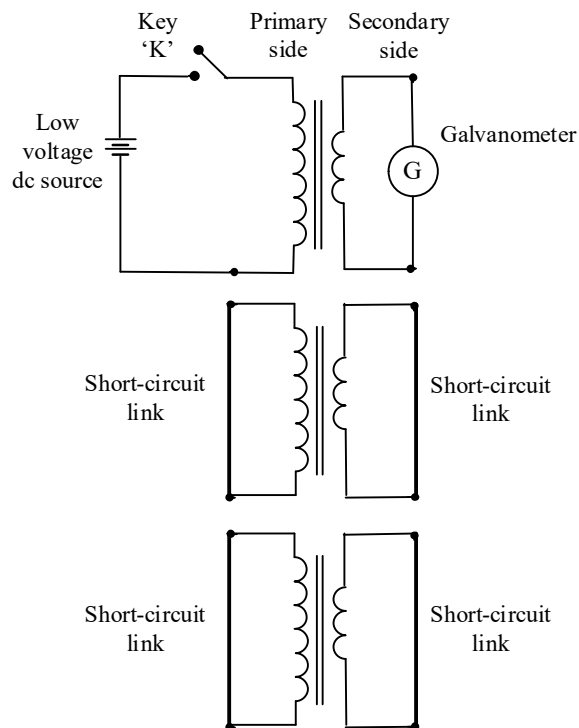 Key
‘K’
Primary
side
Secondary
side
Low
voltage
dc source
Galvanometer
G
Short-circuit
link
Short-circuit
link
Short-circuit
link
Short-circuit
link